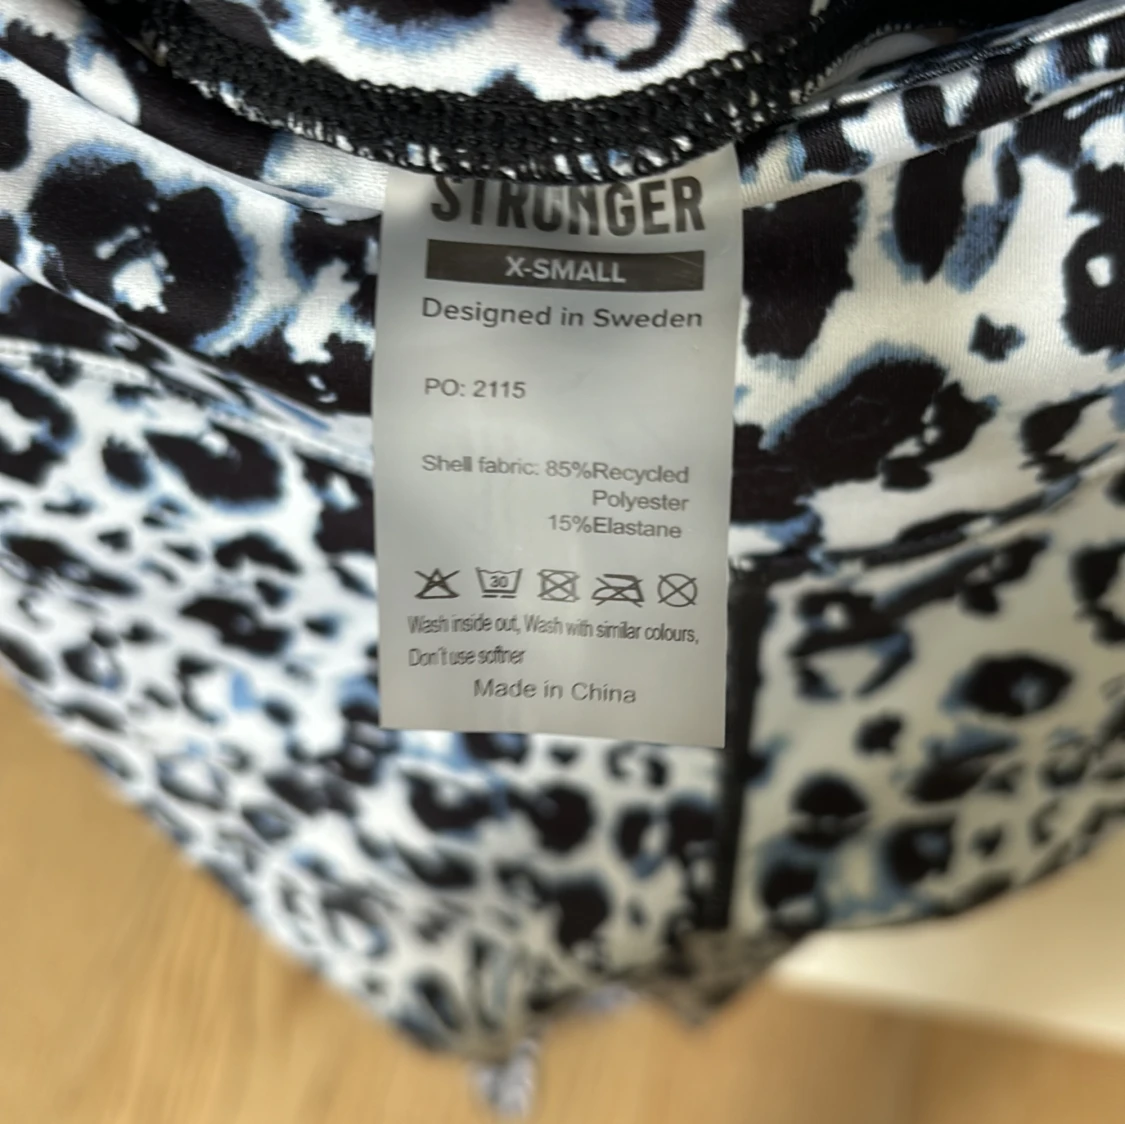 STRONGER
X-SMALL
Designed in Sweden
PO: 2115
Shell fabric: 85%Recycled
Polyester
15%Elastane
30
Wash inside out, Wash with similar colours,
Don't use softner
Made in China